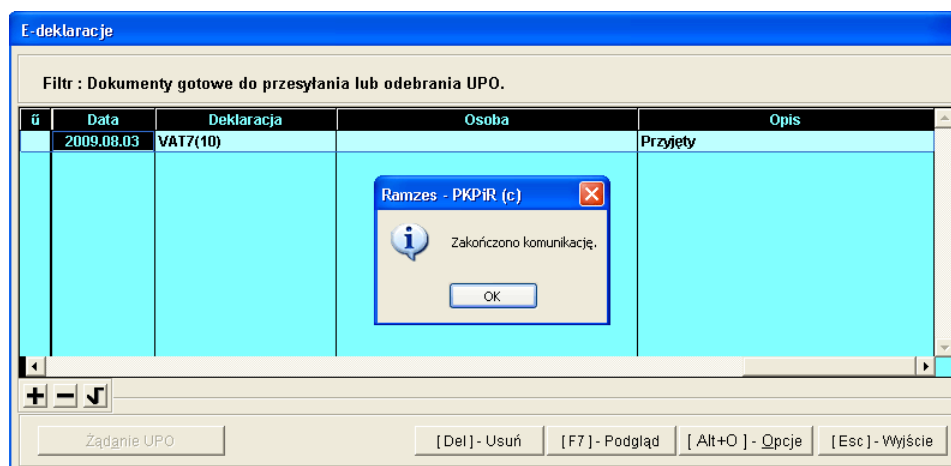 E-deklaracje
Filtr : Dokumenty gotowe do przesyłania lub odebrania UPO.
ű Data Deklaracja Osoba Opis
2009.08.03 VAT7(10) Przyjęty
Ramzes - PKPiR (c)
Zakończono komunikację.
OK
Żądanie UPO [Del] - Usuń [F7] - Podgląd [Alt+O ] - Opcje [Esc] - Wyjście